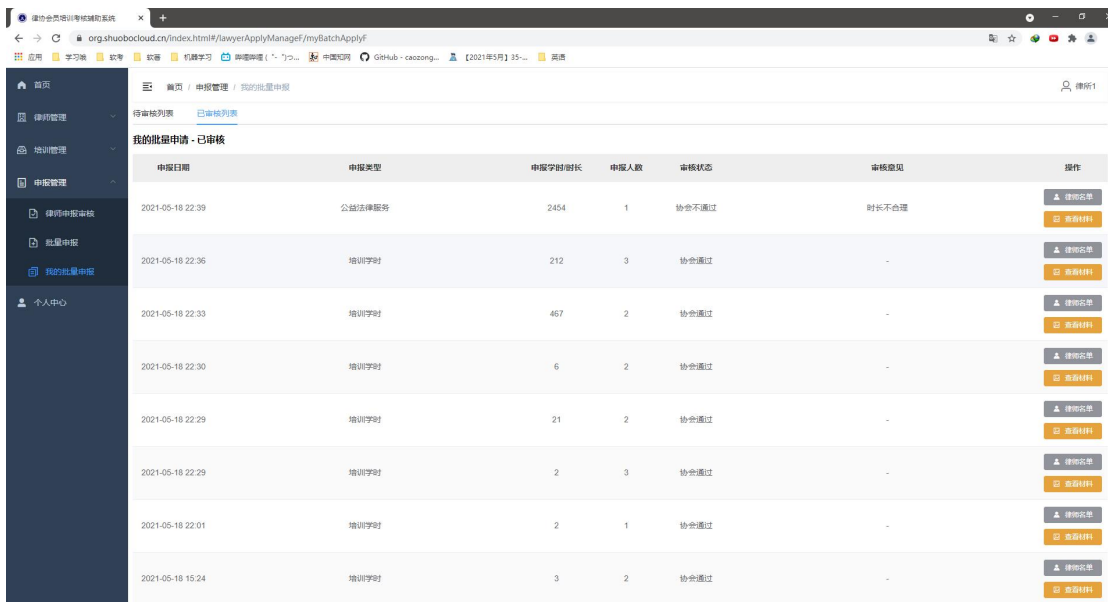 律协会员培训考核辅助系统
org.shuobocloud.cn/index.html#/lawyerApplyManageF/myBatchApplyF
应用 学习哦 软考 软著 机器学习 哔哩哔哩 ( ゜- ゜)つ... 中国知网 GitHub - caozong... 【2021年5月】35-... 英语
首页
律师管理
培训管理
申报管理
律师申报审核
批量申报
我的批量申报
个人中心
首页 / 申报管理 / 我的批量申报 律所1
待审核列表 已审核列表
我的批量申请 - 已审核
申报日期 申报类型 申报学时/时长 申报人数 审核状态 审核意见 操作
2021-05-18 22:39 公益法律服务 2454 1 协会不通过 时长不合理 律师名单
查看材料
2021-05-18 22:36 培训学时 212 3 协会通过 - 律师名单
查看材料
2021-05-18 22:33 培训学时 467 2 协会通过 - 律师名单
查看材料
2021-05-18 22:30 培训学时 6 2 协会通过 - 律师名单
查看材料
2021-05-18 22:29 培训学时 21 2 协会通过 - 律师名单
查看材料
2021-05-18 22:29 培训学时 2 3 协会通过 - 律师名单
查看材料
2021-05-18 22:01 培训学时 2 1 协会通过 - 律师名单
查看材料
2021-05-18 15:24 培训学时 3 2 协会通过 - 律师名单
查看材料